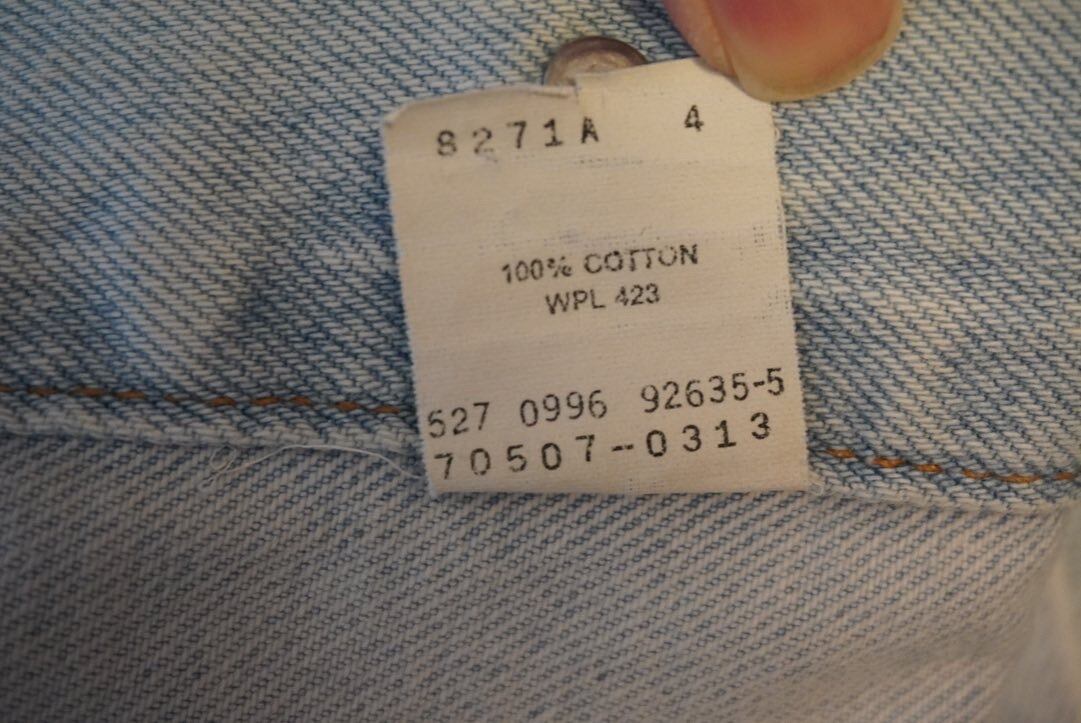 8271A 4
100% COTTON
WPL 423
527 0996 92635-5
70507--0313